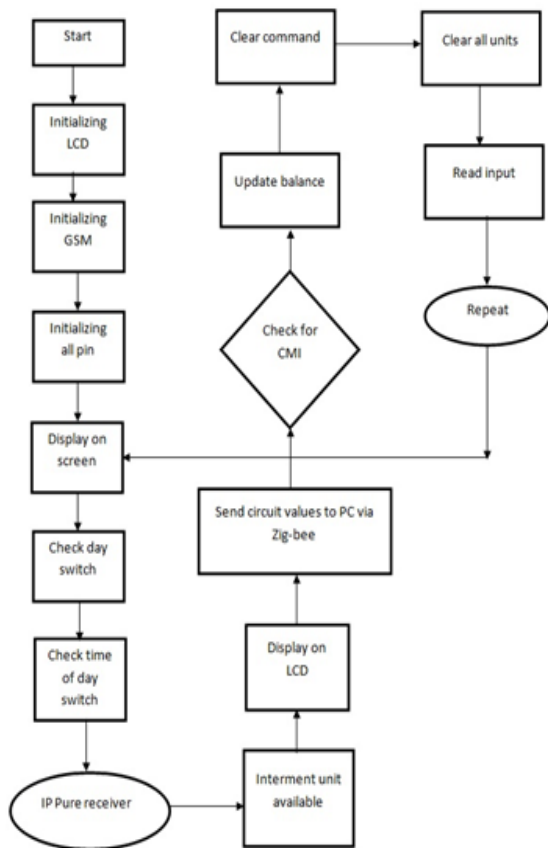 Start
Initializing
LCD
Initializing
GSM
Initializing
all pin
Display on
screen
Check day
switch
Check time
of day
switch
IP Pure receiver
Interment unit
available
Display on
LCD
Send circuit values to PC via
Zig-bee
Check for
CMI
Update balance
Clear command
Clear all units
Read input
Repeat